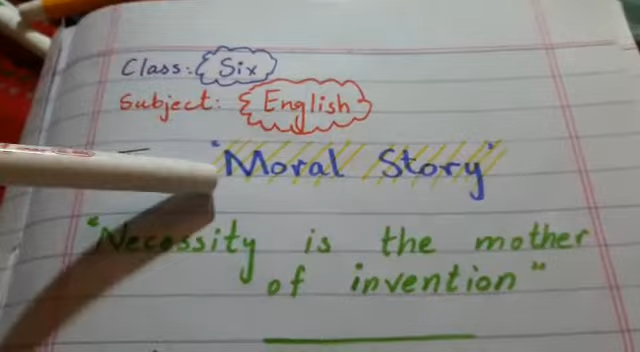 Class: Six
Subject: English
"Moral Story"
"Necessity is the mother
of invention"